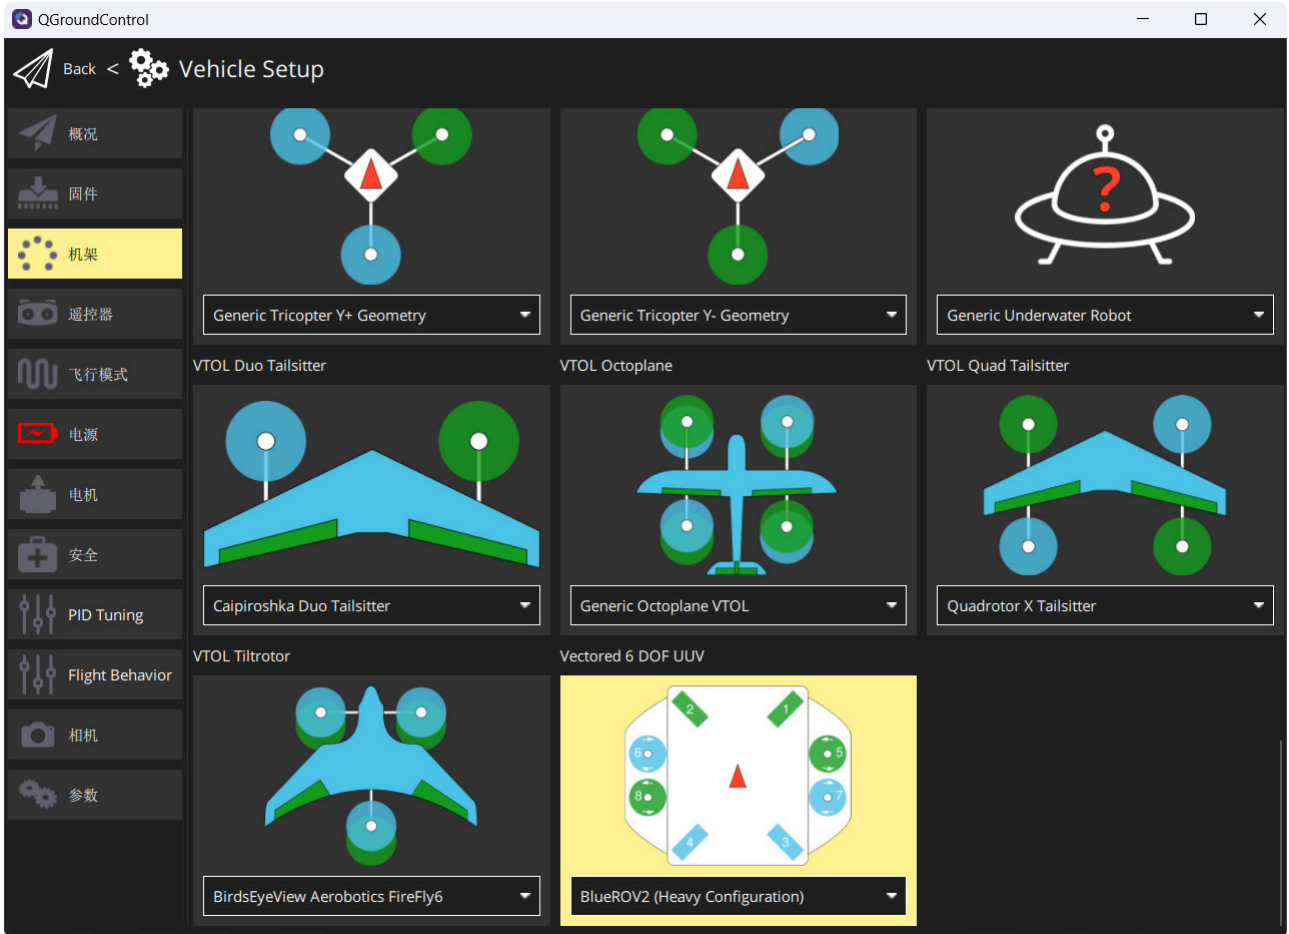 QGroundControl
Back < Vehicle Setup
概况
固件
机架
遥控器
飞行模式
电源
电机
安全
PID Tuning
Flight Behavior
相机
参数
?
Generic Tricopter Y+ Geometry
Generic Tricopter Y- Geometry
Generic Underwater Robot
VTOL Duo Tailsitter
VTOL Octoplane
VTOL Quad Tailsitter
Caipiroshka Duo Tailsitter
Generic Octoplane VTOL
Quadrotor X Tailsitter
VTOL Tiltrotor
Vectored 6 DOF UUV
2 1
6 5
8 7
4 3
BirdsEyeView Aerobotics FireFly6
BlueROV2 (Heavy Configuration)